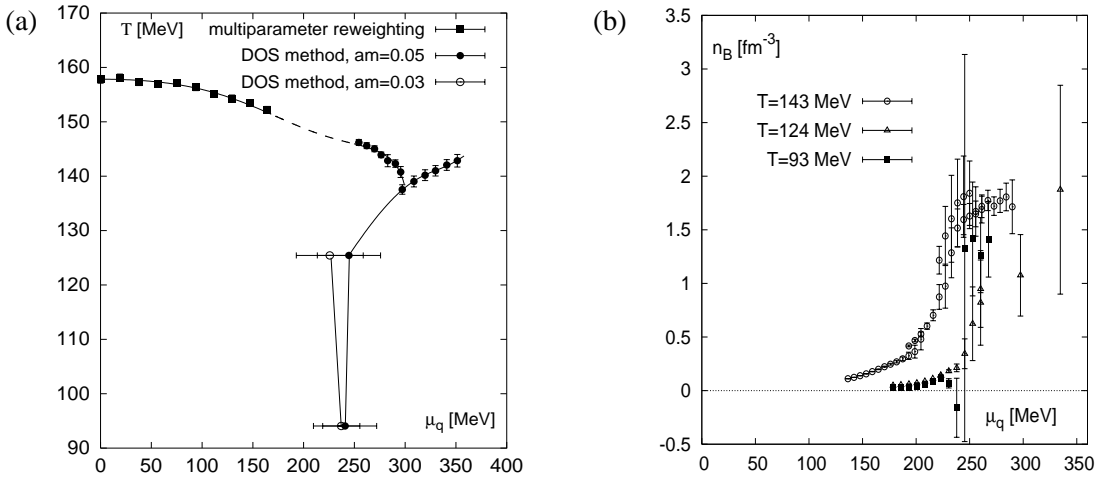 (a)
T [MeV]
multiparameter reweighting
DOS method, am=0.05
DOS method, am=0.03
170
160
150
140
130
120
110
100
90
μq [MeV]
0 50 100 150 200 250 300 350 400
(b)
nB [fm-3]
T=143 MeV
T=124 MeV
T=93 MeV
3.5
3
2.5
2
1.5
1
0.5
0
-0.5
μq [MeV]
0 50 100 150 200 250 300 350
μq [MeV]